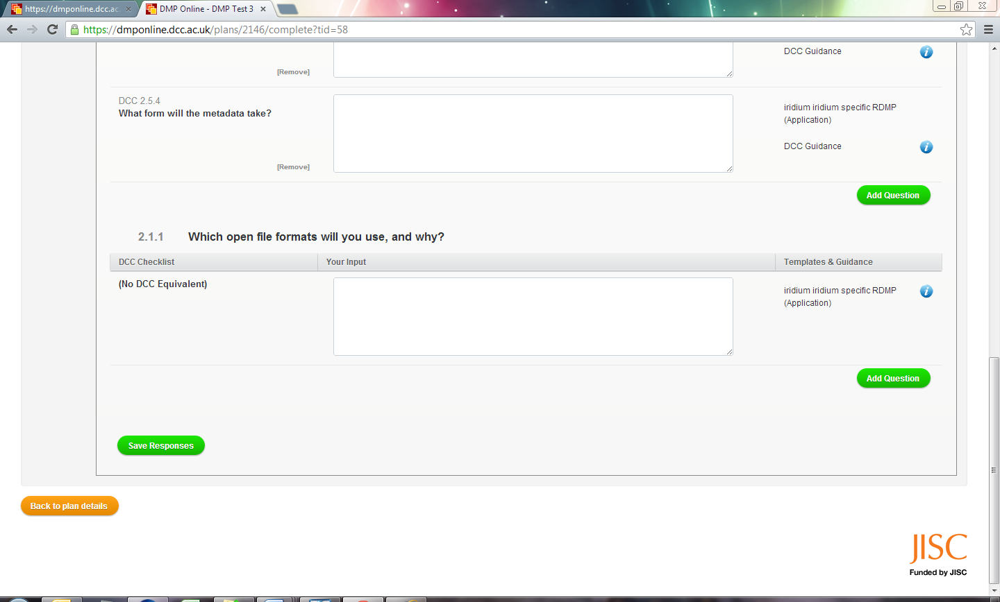 https://dmponline.dcc.ac.
DMP Online - DMP Test 3
https://dmponline.dcc.ac.uk/plans/2146/complete?tid=58
DCC Guidance
[Remove]
DCC 2.5.4
What form will the metadata take?
iridium iridium specific RDMP
(Application)
DCC Guidance
[Remove]
Add Question
2.1.1 Which open file formats will you use, and why?
DCC Checklist Your Input Templates & Guidance
(No DCC Equivalent)
iridium iridium specific RDMP
(Application)
Add Question
Save Responses
Back to plan details
JISC
Funded by JISC